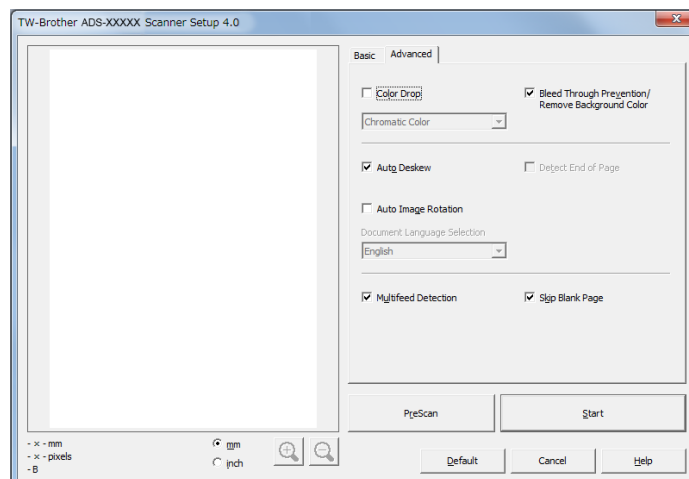 TW-Brother ADS-XXXXX Scanner Setup 4.0
Basic
Advanced
Color Drop
Chromatic Color
Bleed Through Prevention/
Remove Background Color
Auto Deskew
Detect End of Page
Auto Image Rotation
Document Language Selection
English
Multifeed Detection
Skip Blank Page
PreScan
Start
- × - mm
- × - pixels
- B
mm
inch
Default
Cancel
Help